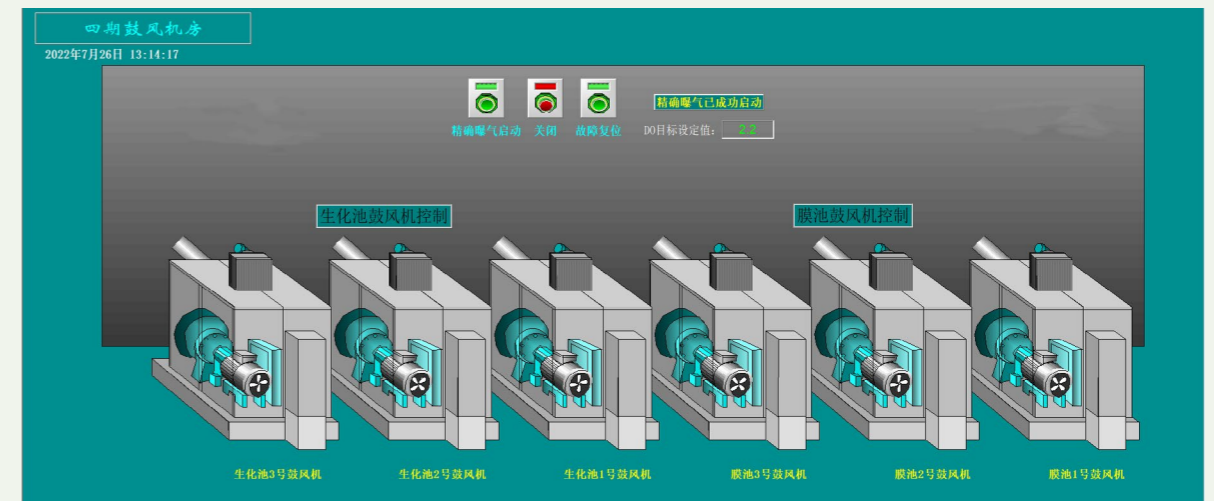 四期鼓风机房
2022年7月26日 13:14:17
精确曝气已成功启动
精确曝气启动 关闭 故障复位 DO目标设定值： 2.2
生化池鼓风机控制 膜池鼓风机控制
生化池3号鼓风机 生化池2号鼓风机 生化池1号鼓风机 膜池3号鼓风机 膜池2号鼓风机 膜池1号鼓风机